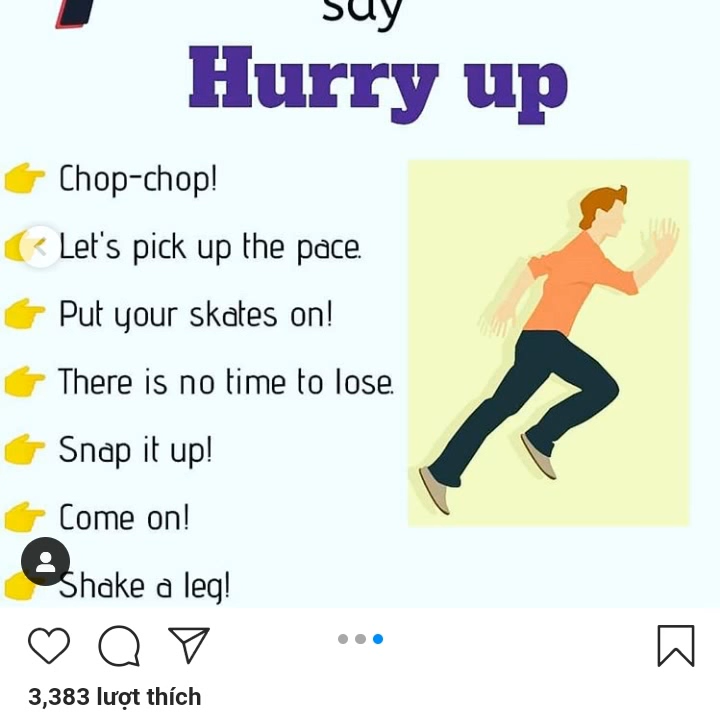 say
Hurry up
Chop-chop!
Let's pick up the pace.
Put your skates on!
There is no time to lose.
Snap it up!
Come on!
Shake a leg!
3,383 lượt thích